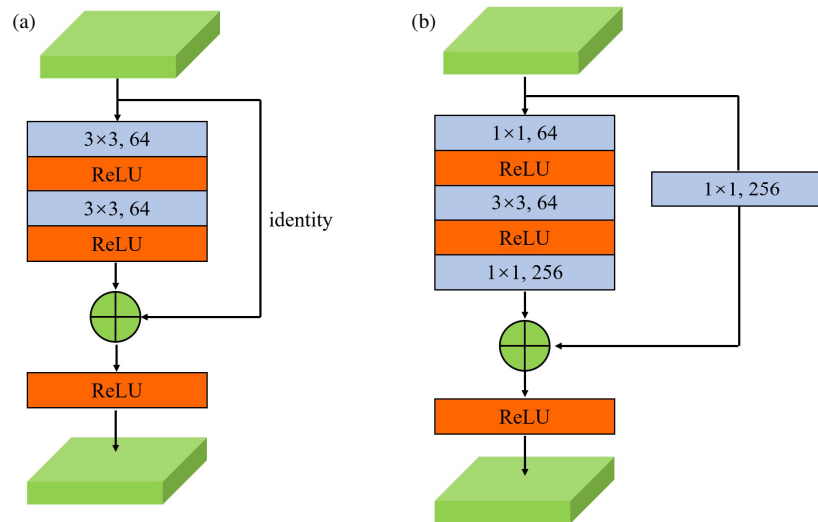 (a)
3×3, 64
ReLU
3×3, 64
ReLU
identity
ReLU
(b)
1×1, 64
ReLU
3×3, 64
ReLU
1×1, 256
1×1, 256
ReLU